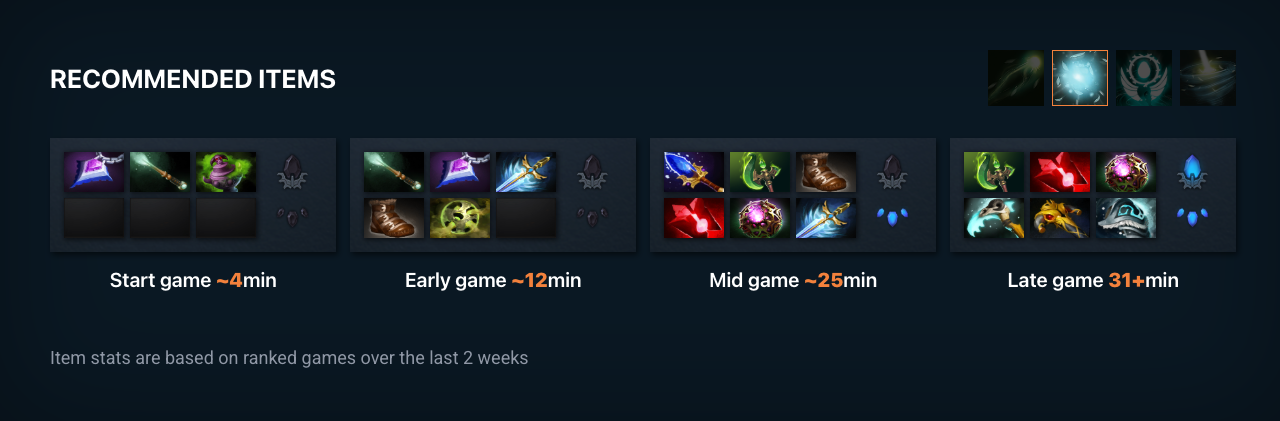 RECOMMENDED ITEMS
Start game ~4min
Early game ~12min
Mid game ~25min
Late game 31+min
Item stats are based on ranked games over the last 2 weeks